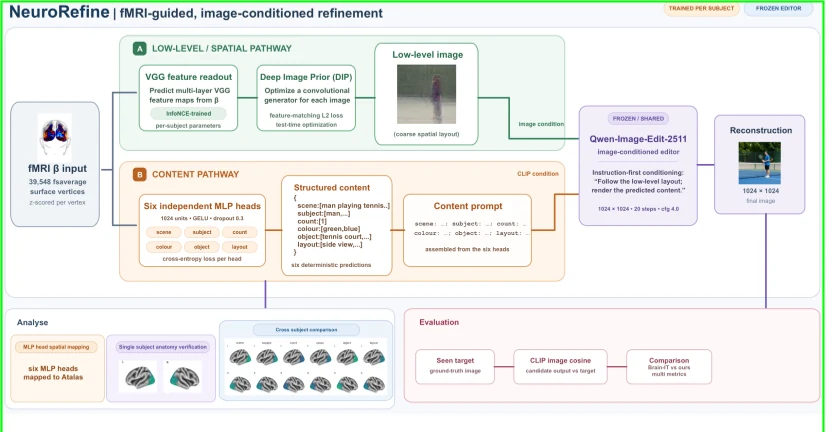 NeuroRefine | fMRI-guided, image-conditioned refinement
TRAINED PER SUBJECT
FROZEN EDITOR
A LOW-LEVEL / SPATIAL PATHWAY
VGG feature readout
Predict multi-layer VGG
feature maps from β
InfoNCE-trained
per-subject parameters
Deep Image Prior (DIP)
Optimize a convolutional
generator for each image
feature-matching L2 loss
test-time optimization
Low-level image
(coarse spatial layout)
image condition
fMRI β input
39,548 fsaverage
surface vertices
z-scored per vertex
B CONTENT PATHWAY
CLIP condition
Six independent MLP heads
1024 units • GELU • dropout 0.3
scene subject count
colour object layout
cross-entropy loss per head
Structured content
{
scene:[man playing tennis..]
subject:[man,...]
count:[1]
colour:[green,blue]
object:[tennis court,...]
layout:[side view,...]
}
six deterministic predictions
Content prompt
scene: …; subject: …; count: …
colour: …; object: …; layout: …
assembled from the six heads
FROZEN / SHARED
Qwen-Image-Edit-2511
image-conditioned editor
Instruction-first conditioning:
"Follow the low-level layout;
render the predicted content."
1024 × 1024 • 20 steps • cfg 4.0
Reconstruction
1024 × 1024
final image
Analyse
MLP head spatial mapping
six MLP heads
mapped to Atalas
Single subject anatomy verification
Cross subject comparison
Evaluation
Seen target
ground-truth image
CLIP image cosine
candidate output vs target
Comparison
Brain-IT vs ours
multi metrics